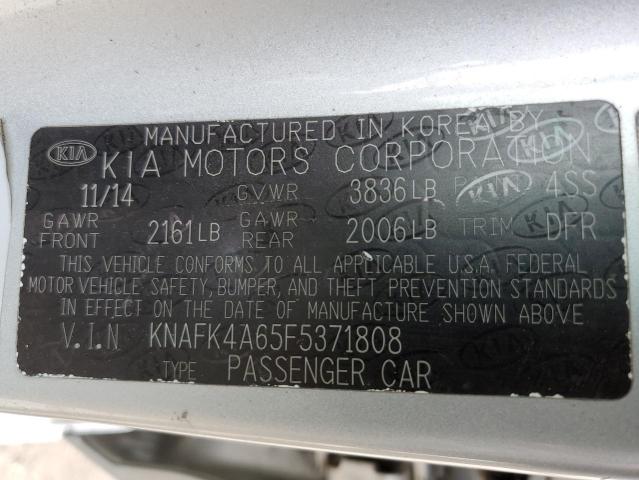 MANUFACTURED IN KOREA BY
KIA KIA MOTORS CORPORATION
11/14 GVWR 3836LB 4SS
GAWR FRONT 2161LB GAWR REAR 2006LB TRIM DFR
THIS VEHICLE CONFORMS TO ALL APPLICABLE U.S.A. FEDERAL
MOTOR VEHICLE SAFETY, BUMPER, AND THEFT PREVENTION STANDARDS
IN EFFECT ON THE DATE OF MANUFACTURE SHOWN ABOVE
V.I.N KNAFK4A65F5371808
TYPE PASSENGER CAR